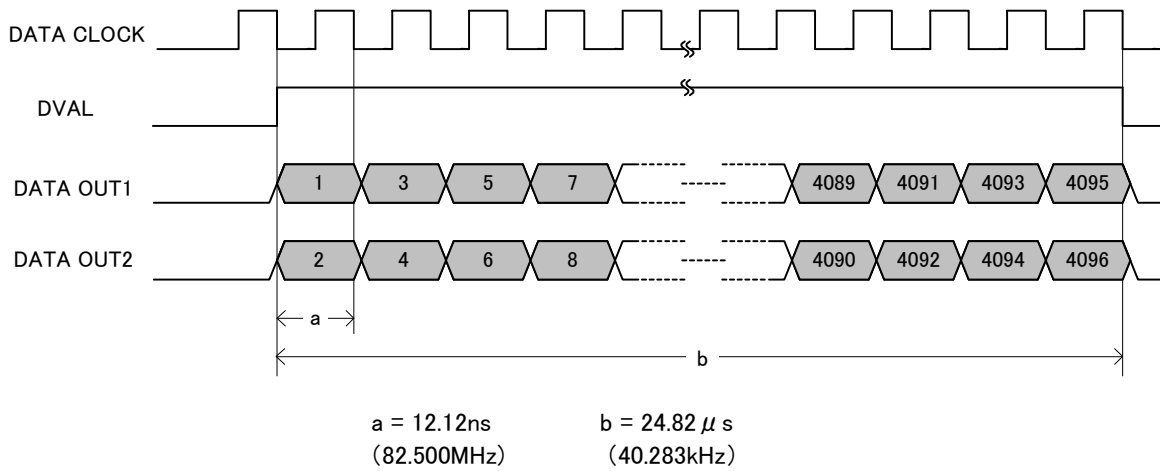 DATA CLOCK
DVAL
DATA OUT1 1 3 5 7 4089 4091 4093 4095
DATA OUT2 2 4 6 8 4090 4092 4094 4096
a
b
a = 12.12ns b = 24.82 μ s
(82.500MHz) (40.283kHz)